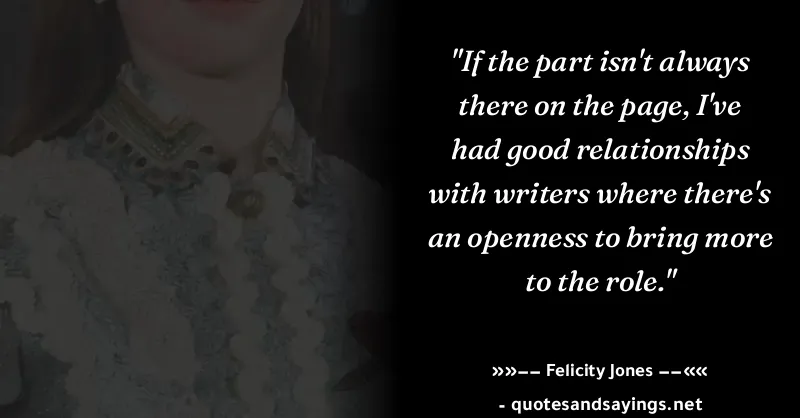 "If the part isn't always
there on the page, I've
had good relationships
with writers where there's
an openness to bring more
to the role."
»»−− Felicity Jones −−««
- quotesandsayings.net